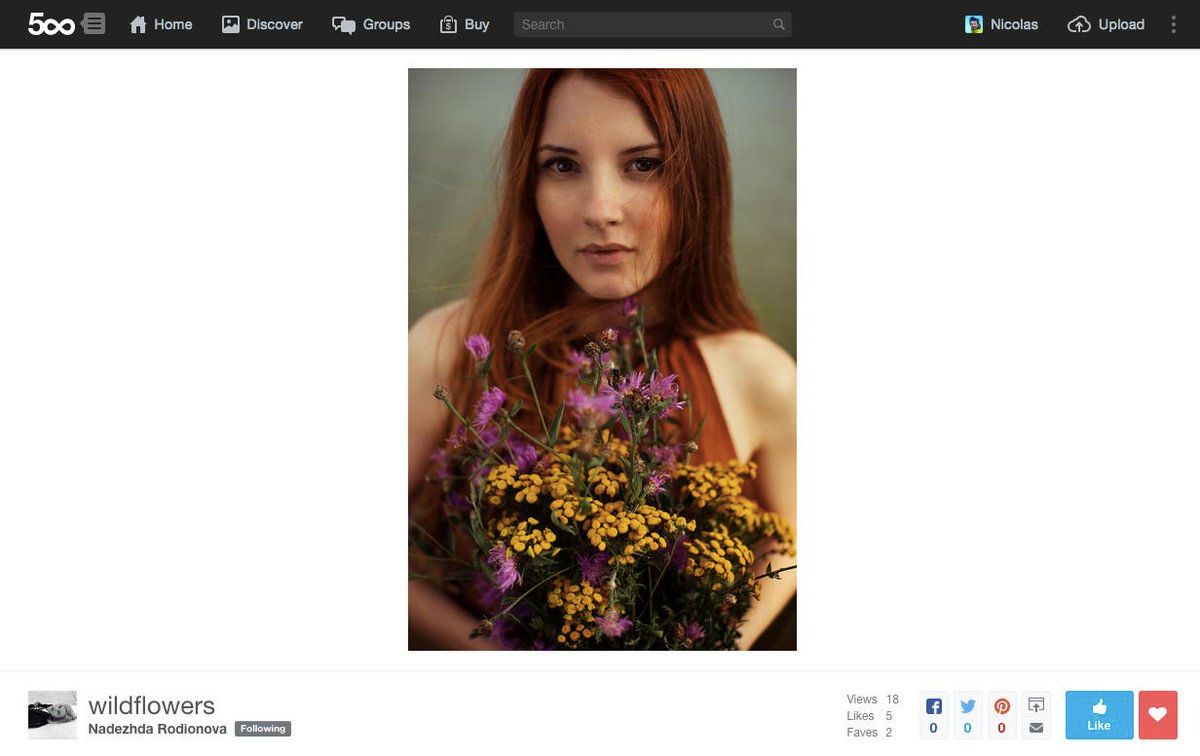 500 Home Discover Groups $ Buy Search Nicolas Upload
wildflowers
Nadezhda Rodionova Following
Views 18
Likes 5
Faves 2
0 0 0
Like